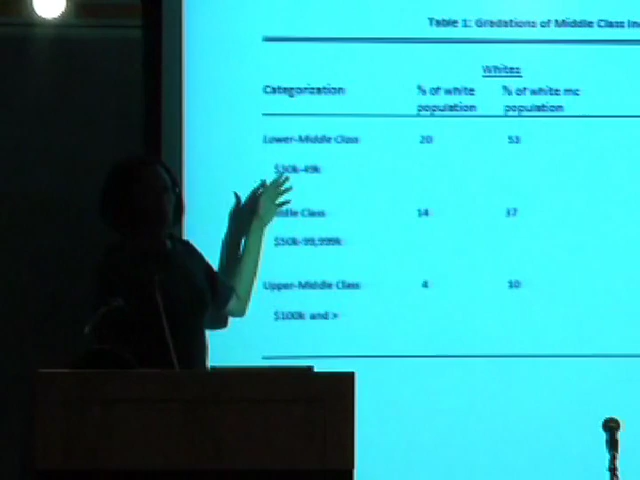 Table 1: Gradations of Middle Class
Whites
Categorization % of white % of white mc
population population
Lower-Middle Class 20 53
$30k-49k
Class 14 37
$50k-99,999k
Upper-Middle Class 4 10
$100k and >